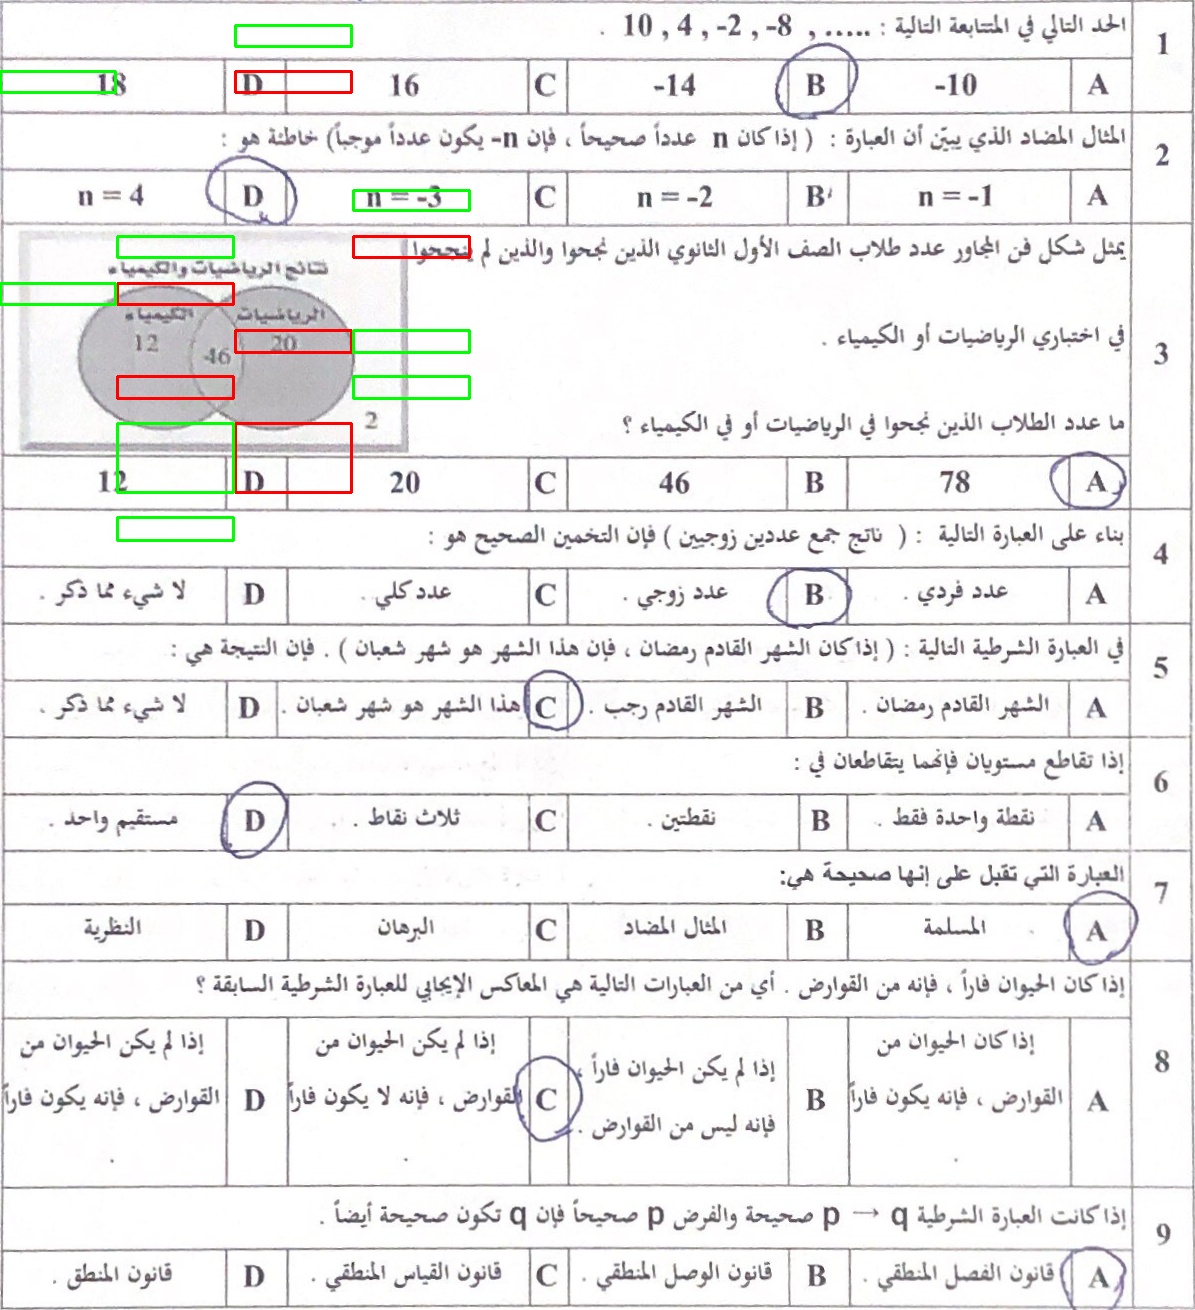 1 الحد التالي في المتتابعة التالية : ..... , 10 , 4 , -2 , -8 .
A -10 B -14 C 16 D 18
2 المثال المضاد الذي يبيّن أن العبارة : ( إذا كان n عدداً صحيحاً ، فإن n- يكون عدداً موجباً) خاطئة هو :
A n = -1 B n = -2 C n = -3 D n = 4
3 يمثل شكل فن المجاور عدد طلاب الصف الأول الثانوي الذين نجحوا والذين لم ينجحوا
في اختباري الرياضيات أو الكيمياء .
ما عدد الطلاب الذين نجحوا في الرياضيات أو في الكيمياء ؟
نتائج الرياضيات والكيمياء
الرياضيات الكيمياء
20 46 12
2
A 78 B 46 C 20 D 12
4 بناء على العبارة التالية : ( ناتج جمع عددين زوجيين ) فإن التخمين الصحيح هو :
A عدد فردي . B عدد زوجي . C عدد كلي . D لا شيء مما ذكر .
5 في العبارة الشرطية التالية : ( إذا كان الشهر القادم رمضان ، فإن هذا الشهر هو شهر شعبان ) . فإن النتيجة هي :
A الشهر القادم رمضان . B الشهر القادم رجب . C هذا الشهر هو شهر شعبان . D لا شيء مما ذكر .
6 إذا تقاطع مستويان فإنهما يتقاطعان في :
A نقطة واحدة فقط . B نقطتين . C ثلاث نقاط . D مستقيم واحد .
7 العبارة التي تقبل على إنها صحيحة هي:
A المسلمة B المثال المضاد C البرهان D النظرية
8 إذا كان الحيوان فاراً ، فإنه من القوارض . أي من العبارات التالية هي المعاكس الإيجابي للعبارة الشرطية السابقة ؟
A إذا كان الحيوان من
القوارض ، فإنه يكون فاراً
.
B إذا لم يكن الحيوان فاراً ،
فإنه ليس من القوارض .
C إذا لم يكن الحيوان من
القوارض ، فإنه لا يكون فاراً
.
D إذا لم يكن الحيوان من
القوارض ، فإنه يكون فاراً
.
9 إذا كانت العبارة الشرطية p → q صحيحة والفرض p صحيحاً فإن q تكون صحيحة أيضاً .
A قانون الفصل المنطقي . B قانون الوصل المنطقي . C قانون القياس المنطقي . D قانون المنطق .